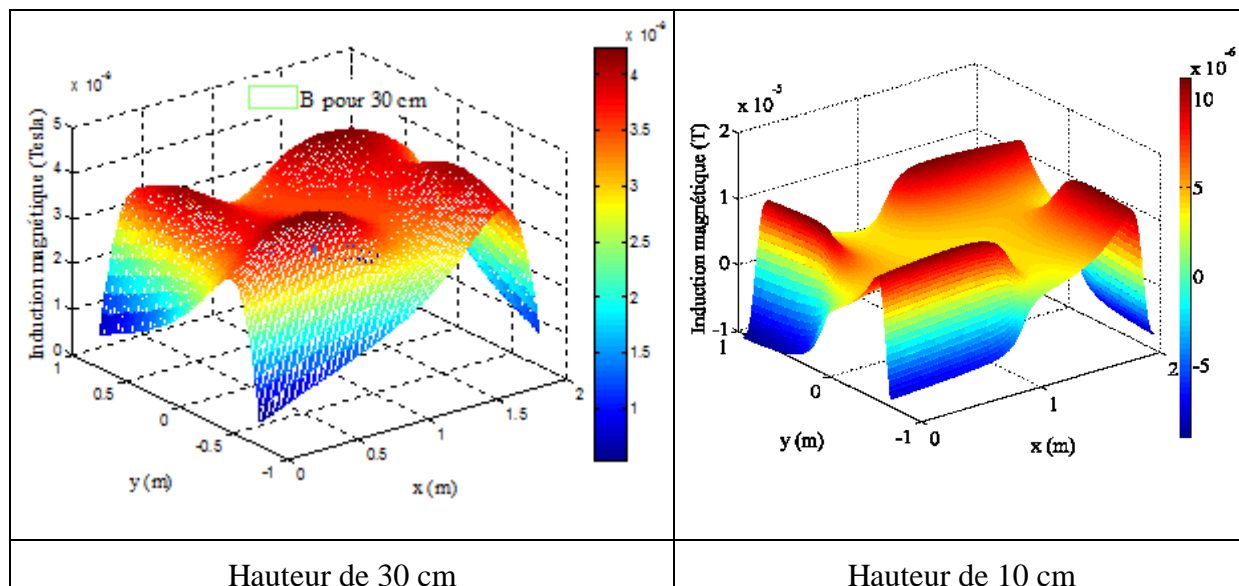 x 10⁻⁶
B pour 30 cm
Induction magnétique (Tesla)
5
4
3
2
1
0
1
0.5
0
-0.5
-1
y (m)
0
0.5
1
1.5
2
x (m)
x 10⁻⁶
4
3.5
3
2.5
2
1.5
1
Hauteur de 30 cm
x 10⁻⁵
Induction magnétique (T)
2
1
0
-1
1
0
-1
y (m)
0
1
2
x (m)
x 10⁻⁶
10
5
0
-5
Hauteur de 10 cm